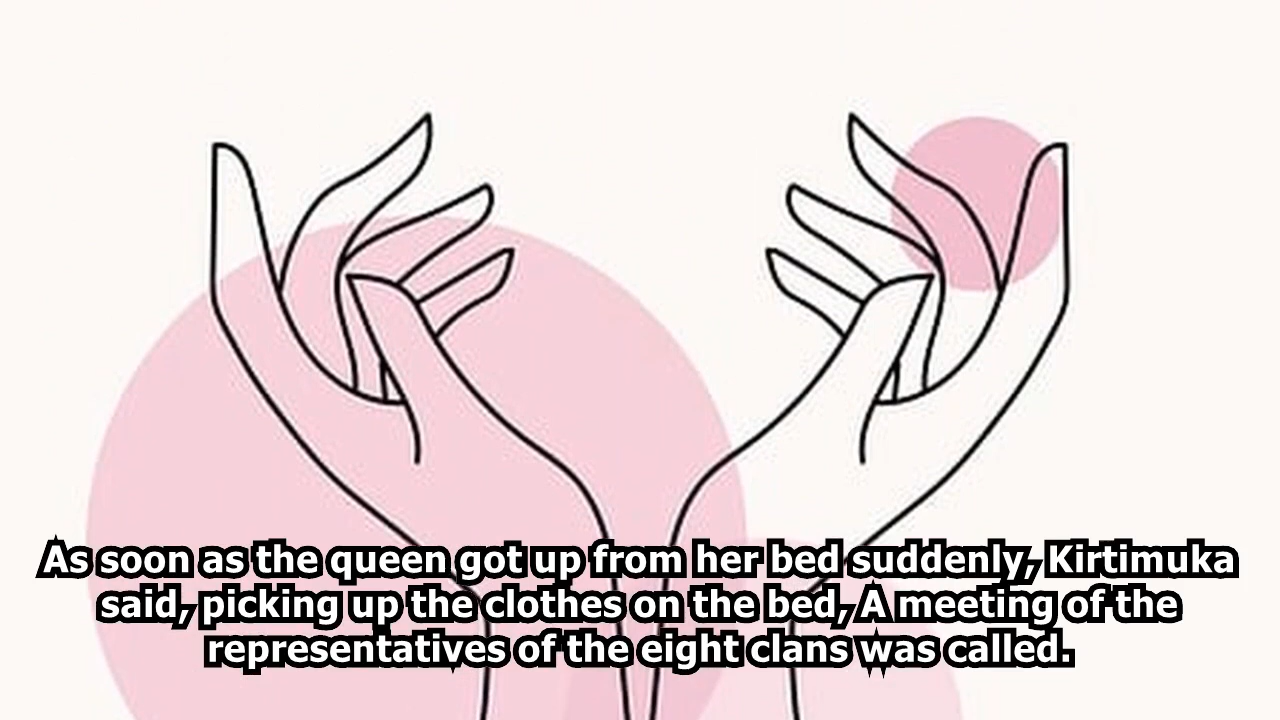 As soon as the queen got up from her bed suddenly, Kirtimuka
said, picking up the clothes on the bed, A meeting of the
representatives of the eight clans was called.